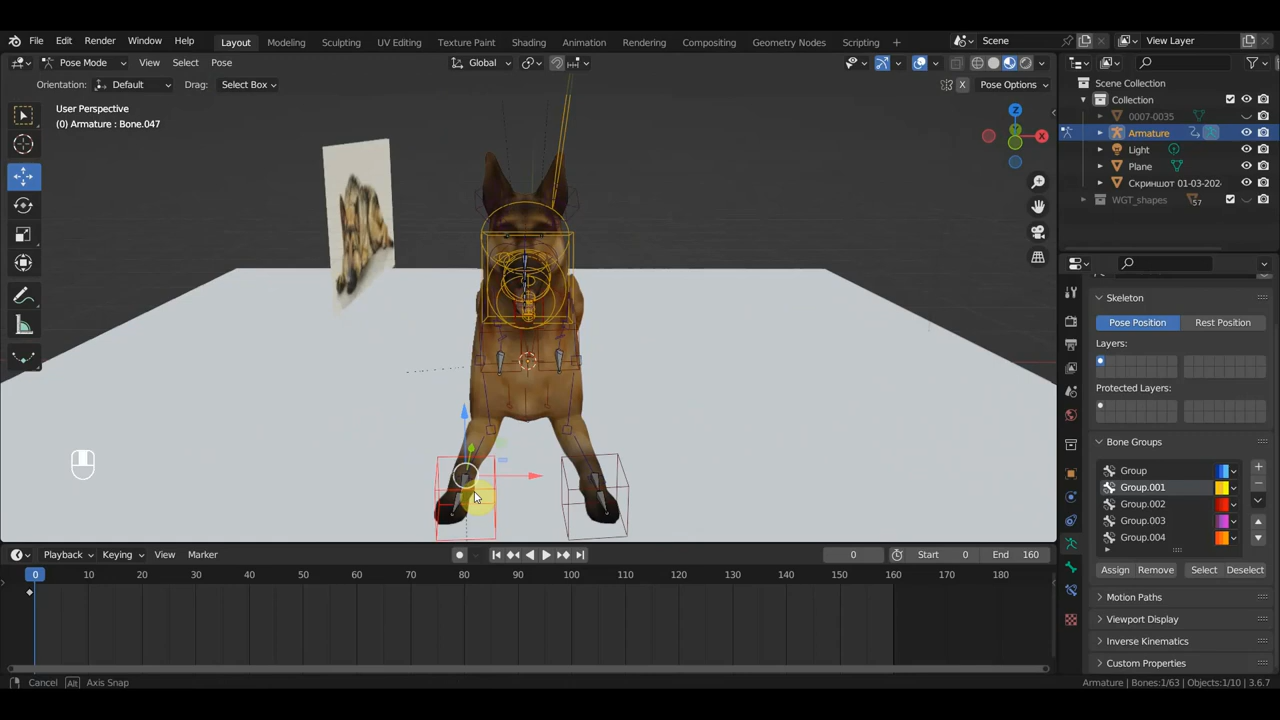 File Edit Render Window Help Layout Modeling Sculpting UV Editing Texture Paint Shading Animation Rendering Compositing Geometry Nodes Scripting + Scene View Layer
Pose Mode View Select Pose Global
Orientation: Default Drag: Select Box X Pose Options
User Perspective
(0) Armature : Bone.047
Z
X
Scene Collection
Collection
0007-0035
Armature
Light
Plane
Скриншот 01-03-202
WGT_shapes 57
Skeleton
Pose Position Rest Position
Layers:
Protected Layers:
Bone Groups
Group
Group.001
Group.002
Group.003
Group.004
Assign Remove Select Deselect
Motion Paths
Viewport Display
Inverse Kinematics
Custom Properties
Playback Keying View Marker 0 Start 0 End 160
0 10 20 30 40 50 60 70 80 90 100 110 120 130 140 150 160 170 180
Cancel Alt Axis Snap Armature | Bones:1/63 | Objects:1/10 | 3.6.7